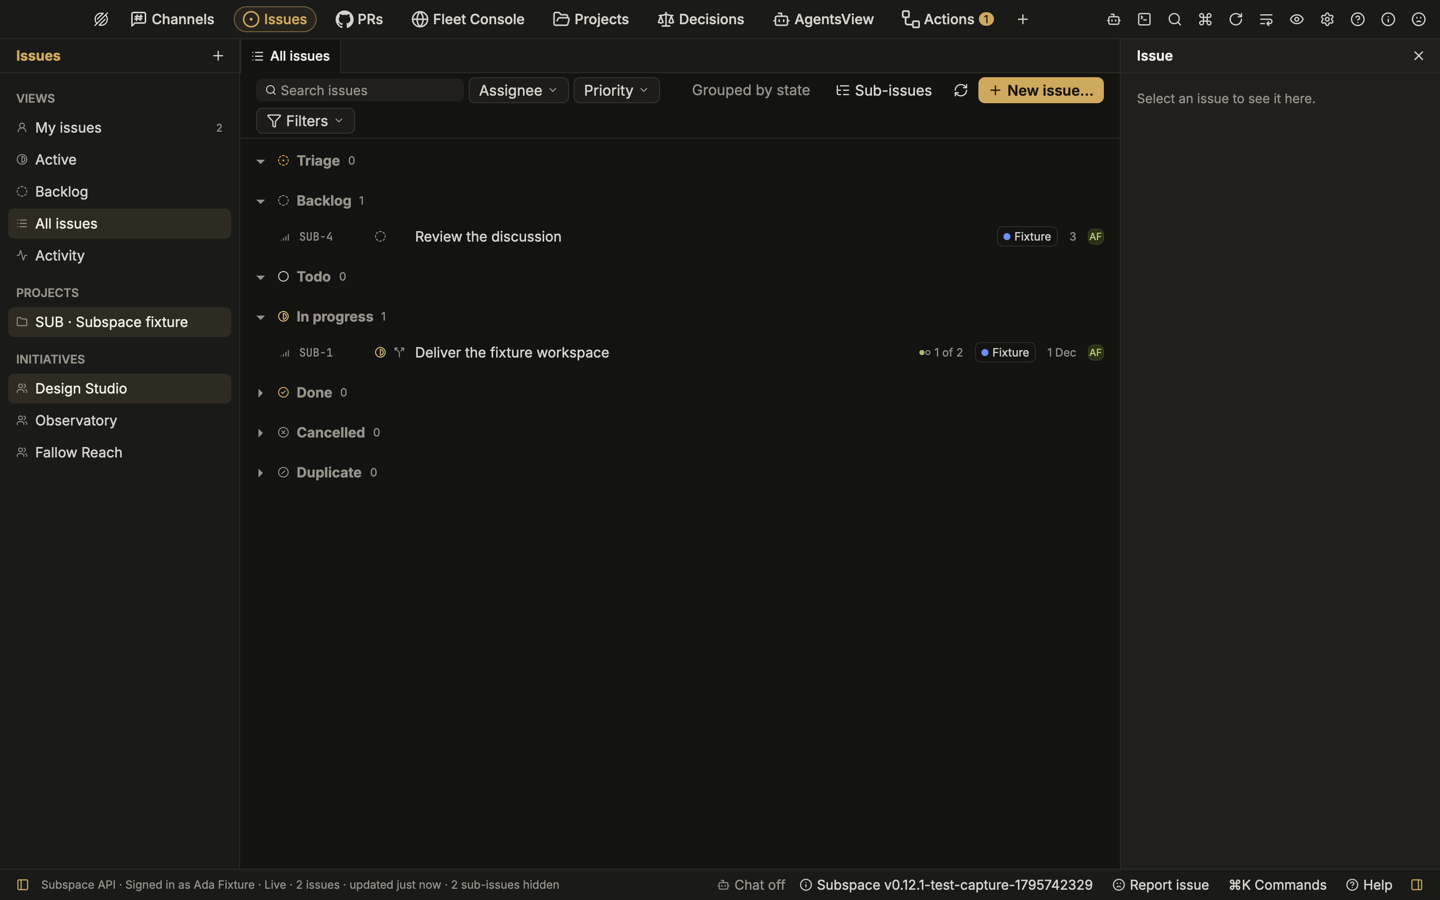 Channels Issues PRs Fleet Console Projects Decisions AgentsView Actions 1
Issues
All issues
Issue
Search issues Assignee Priority Grouped by state Sub-issues New issue...
Filters
VIEWS
My issues 2
Active
Backlog
All issues
Activity
PROJECTS
SUB · Subspace fixture
INITIATIVES
Design Studio
Observatory
Fallow Reach
Triage 0
Backlog 1
SUB-4 Review the discussion Fixture 3 AF
Todo 0
In progress 1
SUB-1 Deliver the fixture workspace 1 of 2 Fixture 1 Dec AF
Done 0
Cancelled 0
Duplicate 0
Select an issue to see it here.
Subspace API · Signed in as Ada Fixture · Live · 2 issues · updated just now · 2 sub-issues hidden
Chat off Subspace v0.12.1-test-capture-1795742329 Report issue ⌘K Commands Help